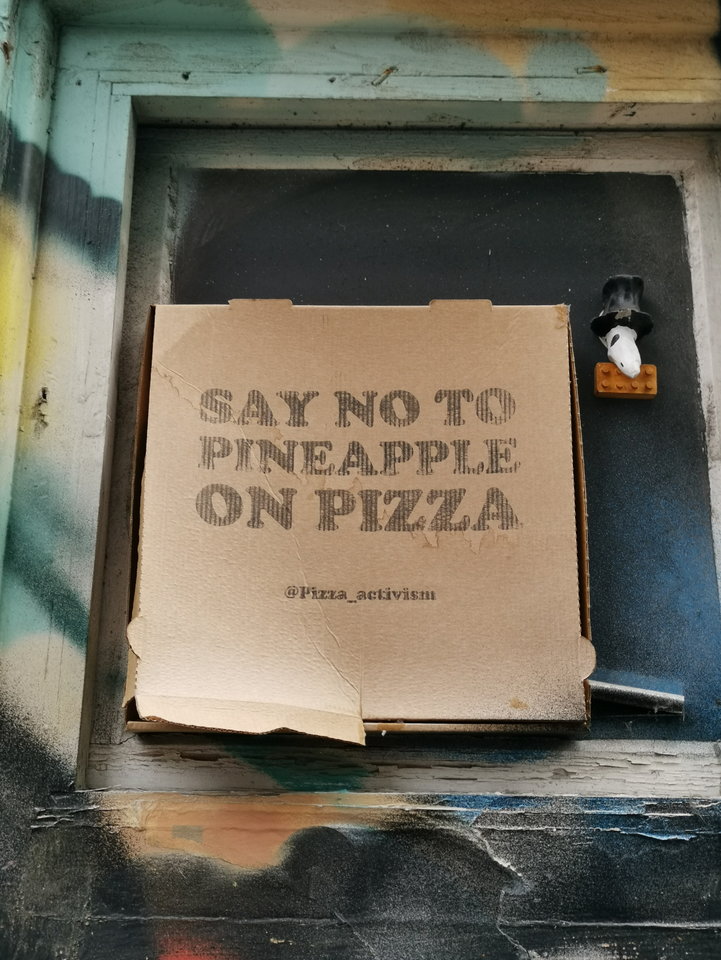 SAY NO TO
PINEAPPLE
ON PIZZA
@Pizza_activism